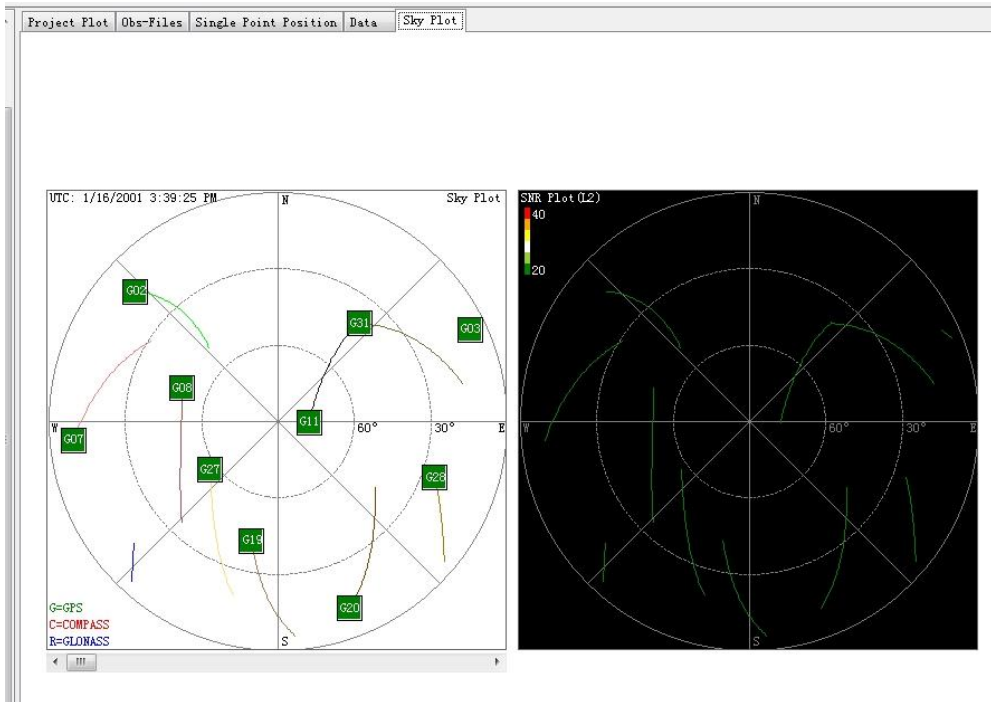 Project Plot Obs-Files Single Point Position Data Sky Plot
UTC: 1/16/2001 3:39:25 PM N Sky Plot
G02
G31
G03
G08
G11
W 60° 30° E
G07
G27
G28
G19
G20
G=GPS
C=COMPASS
R=GLONASS
S
SNR Plot(L2)
40
20
N
W 60° 30° E
S